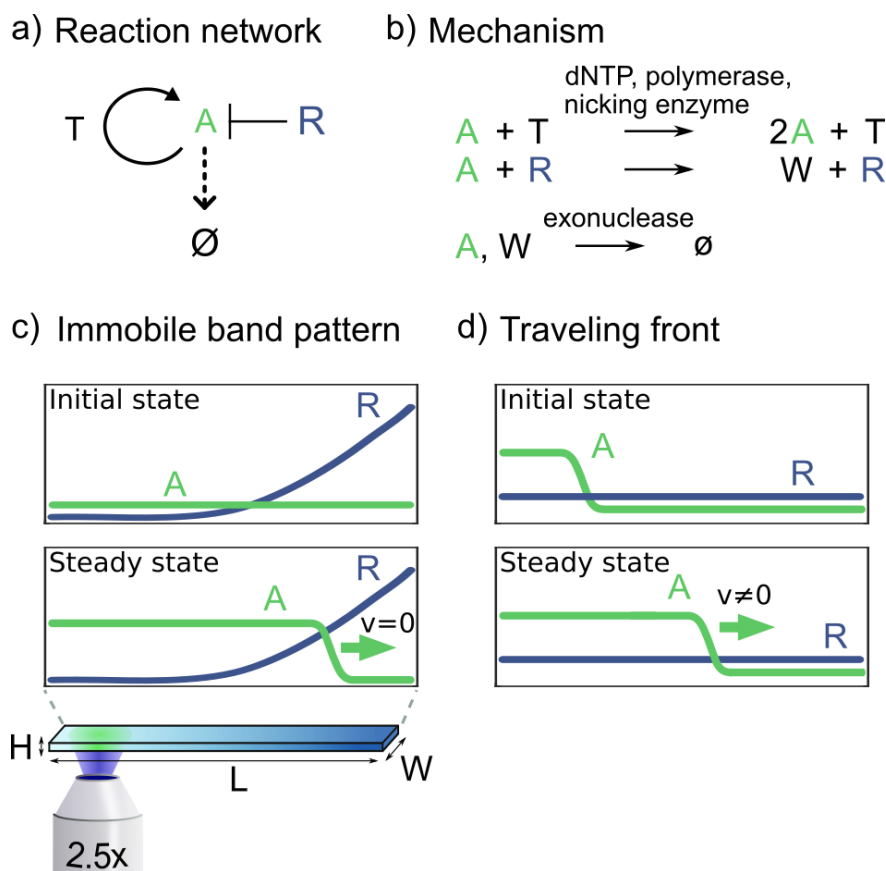 a) Reaction network
T A R
Ø
b) Mechanism
dNTP, polymerase,
nicking enzyme
A + T 2A + T
A + R W + R
exonuclease
A, W ø
c) Immobile band pattern
Initial state
R
A
Steady state
R
A
v=0
H
L
W
2.5x
d) Traveling front
Initial state
A
R
Steady state
A
v≠0
R